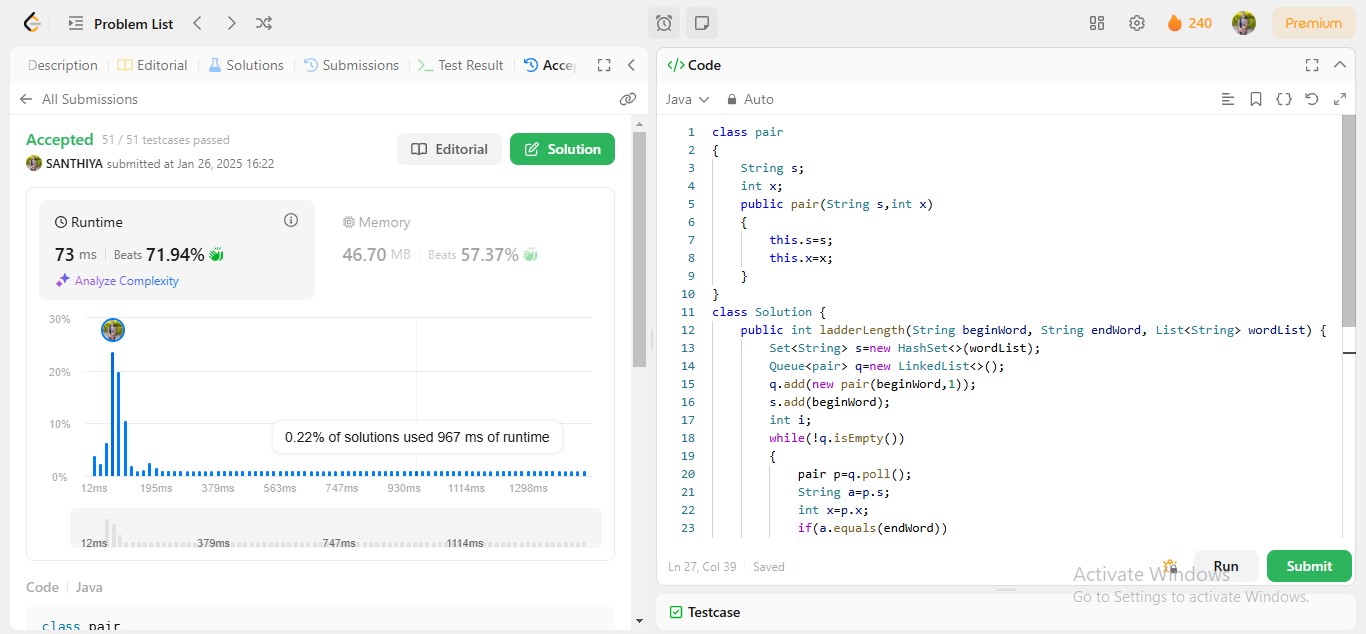 Problem List
240
Premium
Description
Editorial
Solutions
Submissions
Test Result
Accep
All Submissions
Accepted 51 / 51 testcases passed
SANTHIYA submitted at Jan 26, 2025 16:22
Editorial
Solution
Runtime
73 ms Beats 71.94%
Analyze Complexity
Memory
46.70 MB Beats 57.37%
30%
20%
10%
0%
0.22% of solutions used 967 ms of runtime
12ms 195ms 379ms 563ms 747ms 930ms 1114ms 1298ms
12ms 379ms 747ms 1114ms
Code Java
class pair
</> Code
Java Auto
1 class pair
2 {
3 String s;
4 int x;
5 public pair(String s,int x)
6 {
7 this.s=s;
8 this.x=x;
9 }
10 }
11 class Solution {
12 public int ladderLength(String beginWord, String endWord, List<String> wordList) {
13 Set<String> s=new HashSet<>(wordList);
14 Queue<pair> q=new LinkedList<>();
15 q.add(new pair(beginWord,1));
16 s.add(beginWord);
17 int i;
18 while(!q.isEmpty())
19 {
20 pair p=q.poll();
21 String a=p.s;
22 int x=p.x;
23 if(a.equals(endWord))
Ln 27, Col 39 Saved
Run
Submit
Activate Windows
Go to Settings to activate Windows.
Testcase